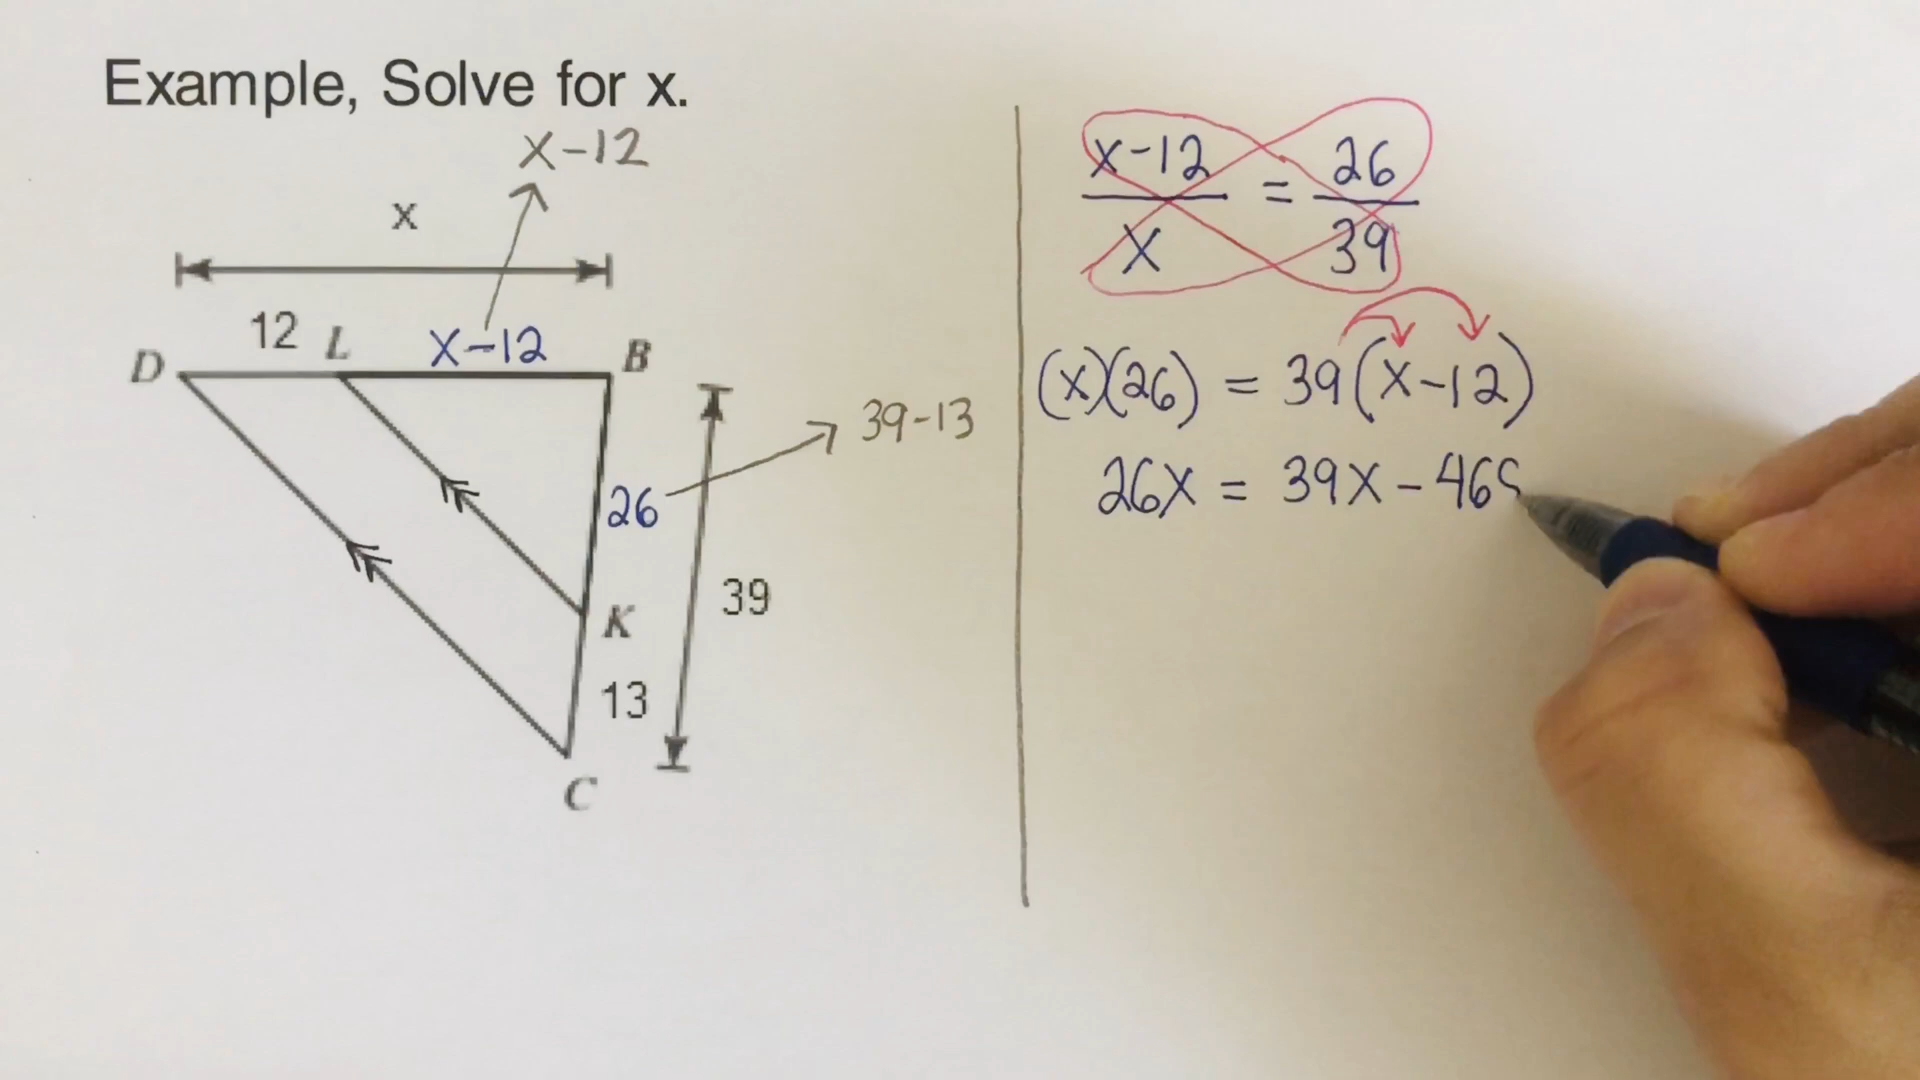 Example, Solve for x.
x-12
x
12 L x-12 B
D
39-13
26
39
K
13
C
x-12 / x = 26 / 39
(x)(26) = 39(x-12)
26x = 39x - 468